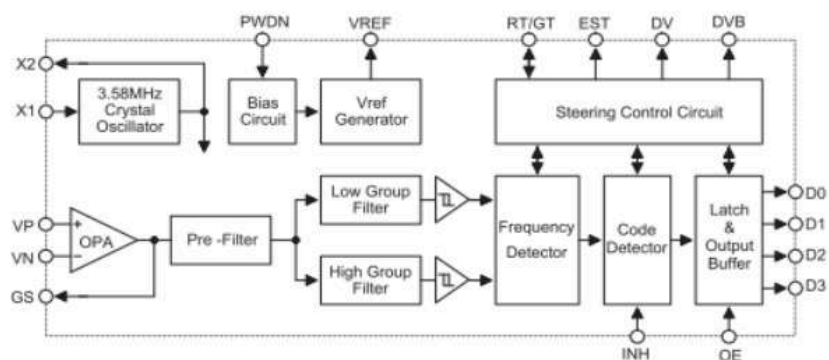 PWDN VREF RT/GT EST DV DVB
X2
X1
3.58MHz
Crystal
Oscillator
Bias
Circuit
Vref
Generator
Steering Control Circuit
VP
VN
GS
+
−
OPA
Pre -Filter
Low Group
Filter
High Group
Filter
Frequency
Detector
Code
Detector
Latch
&
Output
Buffer
D0
D1
D2
D3
INH OE